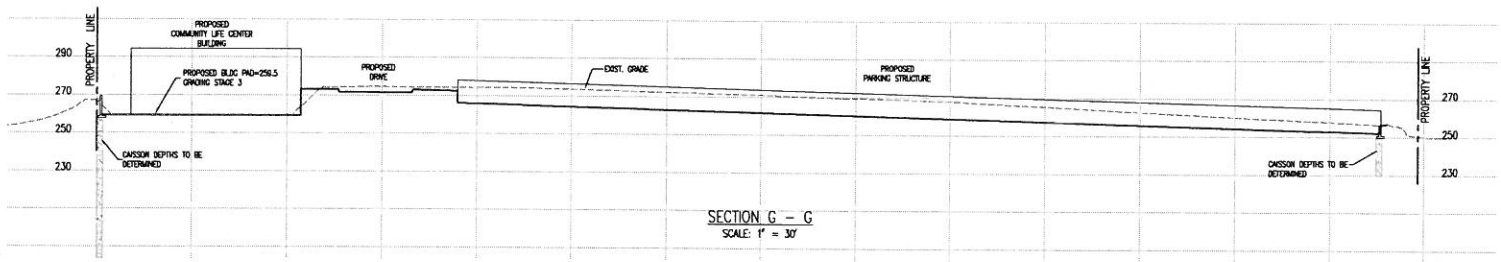 PROPERTY LINE
290
270
250
230
PROPOSED
COMMUNITY LIFE CENTER
BUILDING
PROPOSED BLDG PAD=259.5
GRADING STAGE 3
PROPOSED
DRIVE
EXIST. GRADE
PROPOSED
PARKING STRUCTURE
CAISSON DEPTHS TO BE
DETERMINED
CAISSON DEPTHS TO BE
DETERMINED
PROPERTY LINE
270
250
230
SECTION G - G
SCALE: 1" = 30'